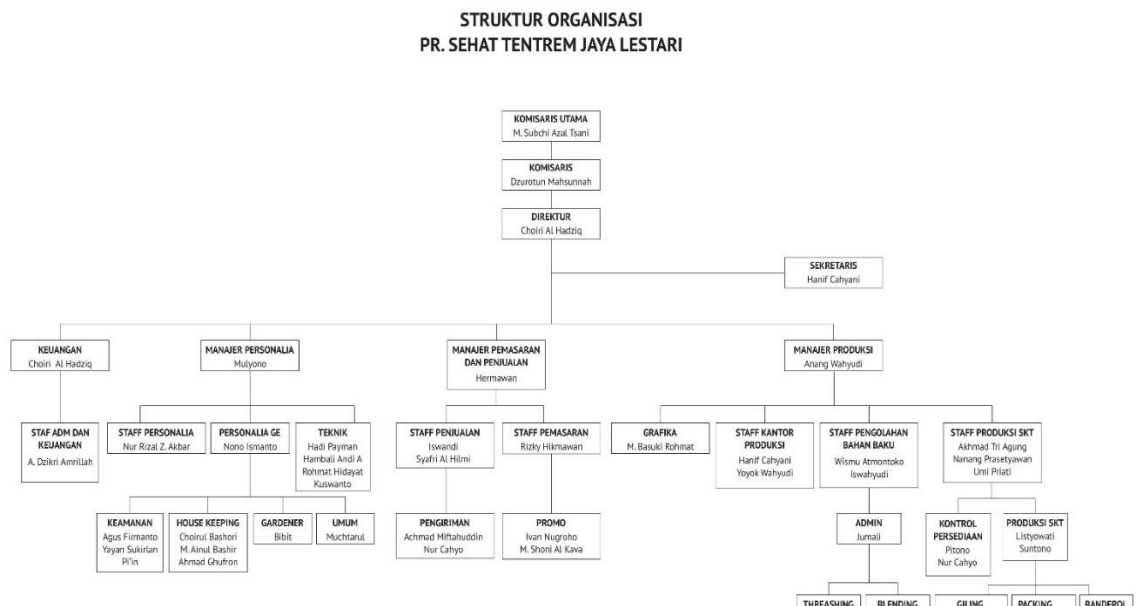 STRUKTUR ORGANISASI
PR. SEHAT TENTREM JAYA LESTARI
KOMISARIS UTAMA
M. Subchi Azal Tsani
KOMISARIS
Dzurotun Mahsunnah
DIREKTUR
Choiri Al Hadziq
SEKRETARIS
Hanif Cahyani
KEUANGAN
Choiri Al Hadziq
MANAJER PERSONALIA
Mulyono
MANAJER PEMASARAN
DAN PENJUALAN
Hermawan
MANAJER PRODUKSI
Anang Wahyudi
STAF ADM DAN
KEUANGAN
A. Dzikri Amrillah
STAFF PERSONALIA
Nur Rizal Z. Akbar
PERSONALIA GE
Nono Ismanto
TEKNIK
Hadi Payman
Hambali Andi A
Rohmat Hidayat
Kuswanto
STAFF PENJUALAN
Iswandi
Syafri Al Hilmi
STAFF PEMASARAN
Rizky Hikmawan
GRAFIKA
M. Basuki Rohmat
STAFF KANTOR
PRODUKSI
Hanif Cahyani
Yoyok Wahyudi
STAFF PENGOLAHAN
BAHAN BAKU
Wismu Atmontoko
Iswahyudi
STAFF PRODUKSI SKT
Akhmad Tri Agung
Nanang Prasetyawan
Umi Priati
KEAMANAN
Agus Firmanto
Yayan Sukirlan
Pi'in
HOUSE KEEPING
Choirul Bashori
M. Ainul Bashir
Ahmad Ghufron
GARDENER
Bibit
UMUM
Muchtarul
PENGIRIMAN
Achmad Miftahuddin
Nur Cahyo
PROMO
Ivan Nugroho
M. Shoni Al Kava
ADMIN
Jumali
KONTROL
PERSEDIAAN
Pitono
Nur Cahyo
PRODUKSI SKT
Listyowati
Suntono
THREASHING
BLENDING
GILING
PACKING
BANDEROL